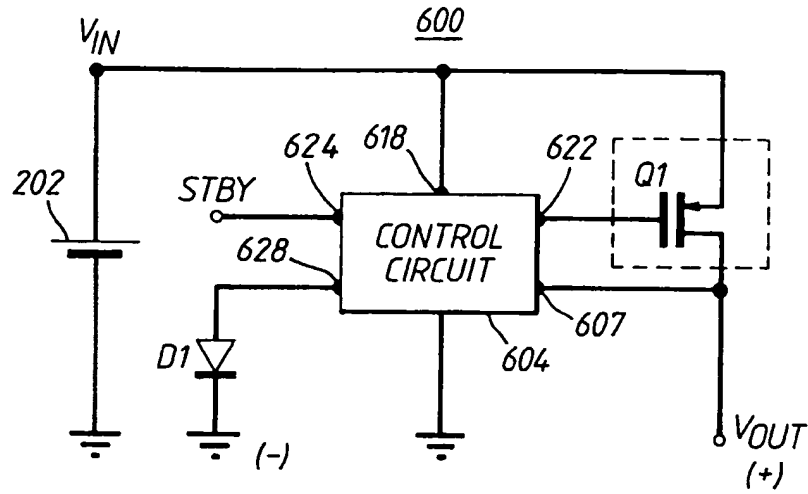 600
V_IN
624
618
622
Q1
202
STBY
CONTROL
CIRCUIT
628
D1
607
604
(-)
V_OUT
(+)